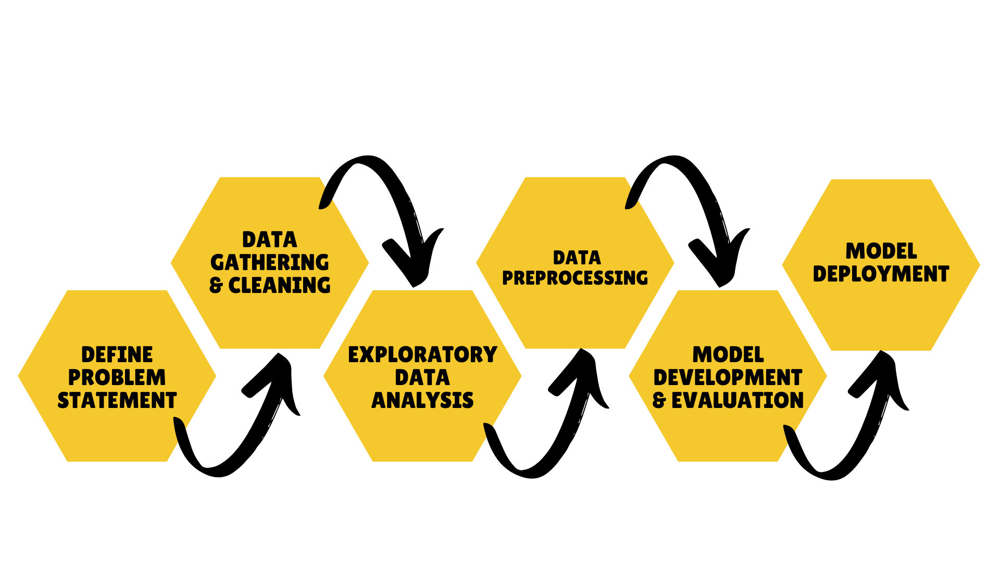 DEFINE
PROBLEM
STATEMENT
DATA
GATHERING
& CLEANING
EXPLORATORY
DATA
ANALYSIS
DATA
PREPROCESSING
MODEL
DEVELOPMENT
& EVALUATION
MODEL
DEPLOYMENT